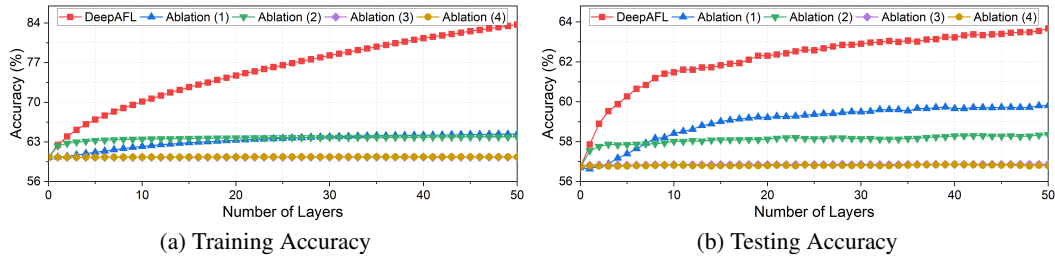 DeepAFL Ablation (1) Ablation (2) Ablation (3) Ablation (4)
84
77
70
63
56
Accuracy (%)
0 10 20 30 40 50
Number of Layers
(a) Training Accuracy
DeepAFL Ablation (1) Ablation (2) Ablation (3) Ablation (4)
64
62
60
58
56
Accuracy (%)
0 10 20 30 40 50
Number of Layers
(b) Testing Accuracy